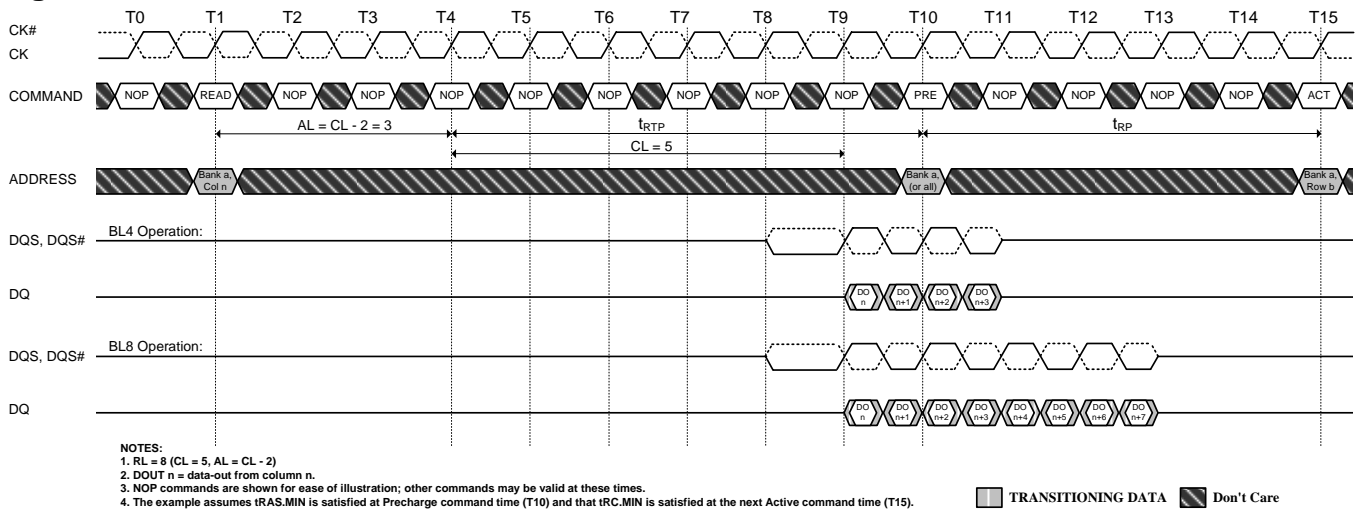 T0 T1 T2 T3 T4 T5 T6 T7 T8 T9 T10 T11 T12 T13 T14 T15
CK#
CK
COMMAND NOP READ NOP NOP NOP NOP NOP NOP NOP NOP PRE NOP NOP NOP NOP ACT
AL = CL - 2 = 3 tRTP tRP
CL = 5
ADDRESS Bank a, Col n Bank a, (or all) Bank a, Row b
BL4 Operation:
DQS, DQS#
DQ DO n DO n+1 DO n+2 DO n+3
BL8 Operation:
DQS, DQS#
DQ DO n DO n+1 DO n+2 DO n+3 DO n+4 DO n+5 DO n+6 DO n+7
NOTES:
1. RL = 8 (CL = 5, AL = CL - 2)
2. DOUT n = data-out from column n.
3. NOP commands are shown for ease of illustration; other commands may be valid at these times.
4. The example assumes tRAS.MIN is satisfied at Precharge command time (T10) and that tRC.MIN is satisfied at the next Active command time (T15).
TRANSITIONING DATA Don't Care